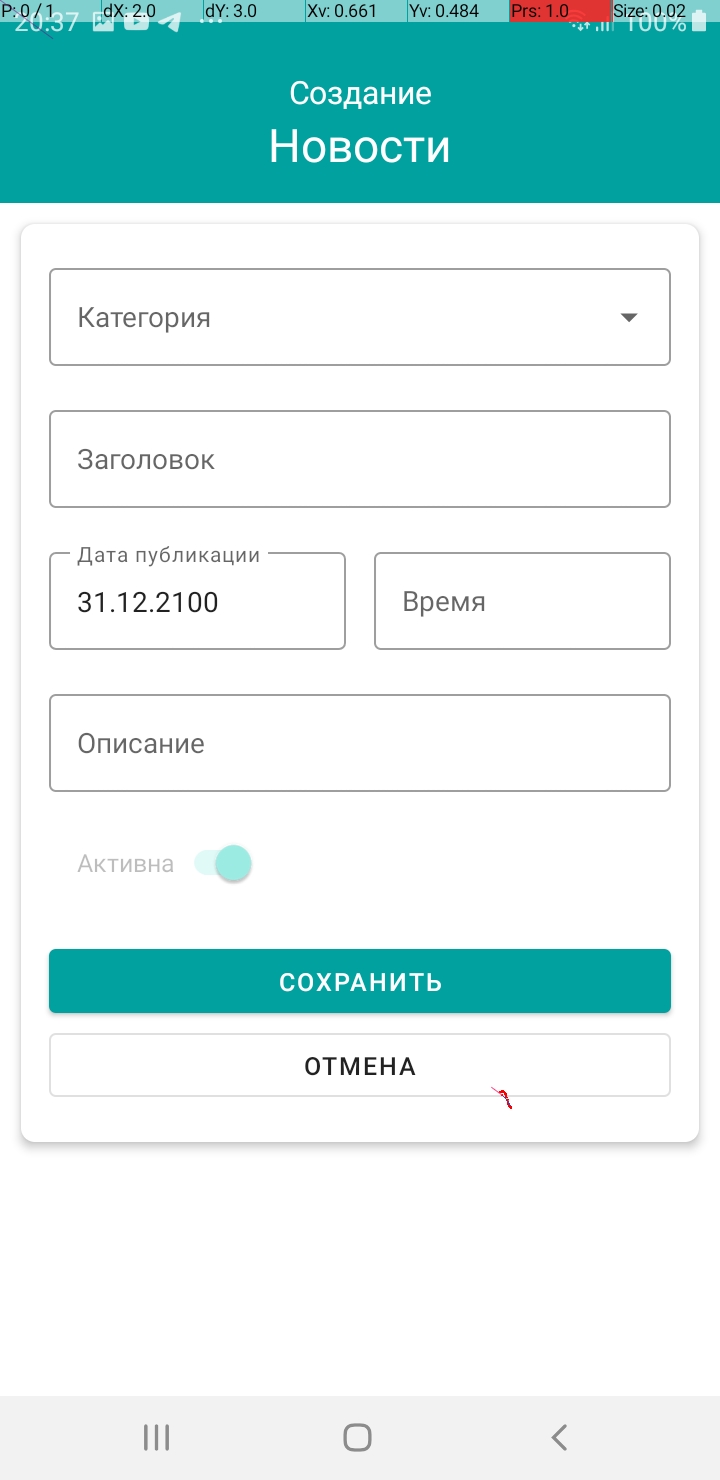 P: 0 / 1 dX: 2.0 dY: 3.0 Xv: 0.661 Yv: 0.484 Prs: 1.0 Size: 0.02
20:37 100%
Создание
Новости
Категория
Заголовок
Дата публикации
31.12.2100 Время
Описание
Активна
СОХРАНИТЬ
ОТМЕНА